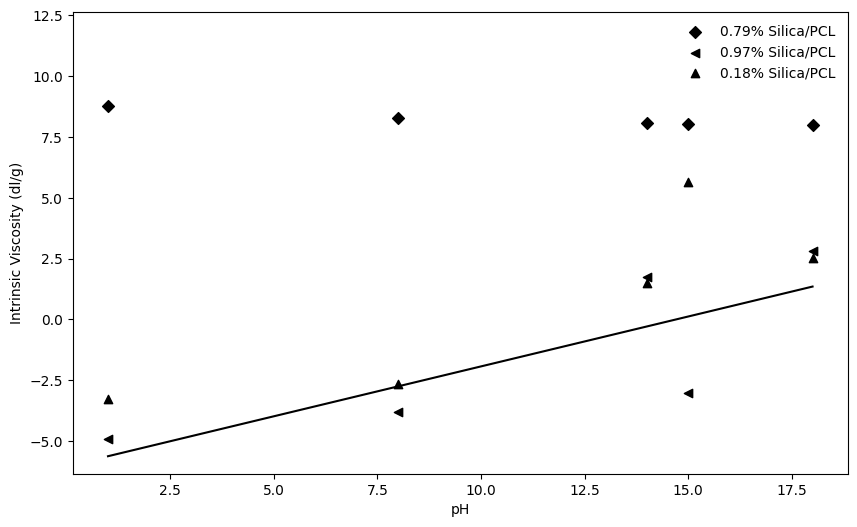 12.5
10.0
7.5
5.0
2.5
0.0
−2.5
−5.0
Intrinsic Viscosity (dl/g)
0.79% Silica/PCL
0.97% Silica/PCL
0.18% Silica/PCL
2.5 5.0 7.5 10.0 12.5 15.0 17.5
pH